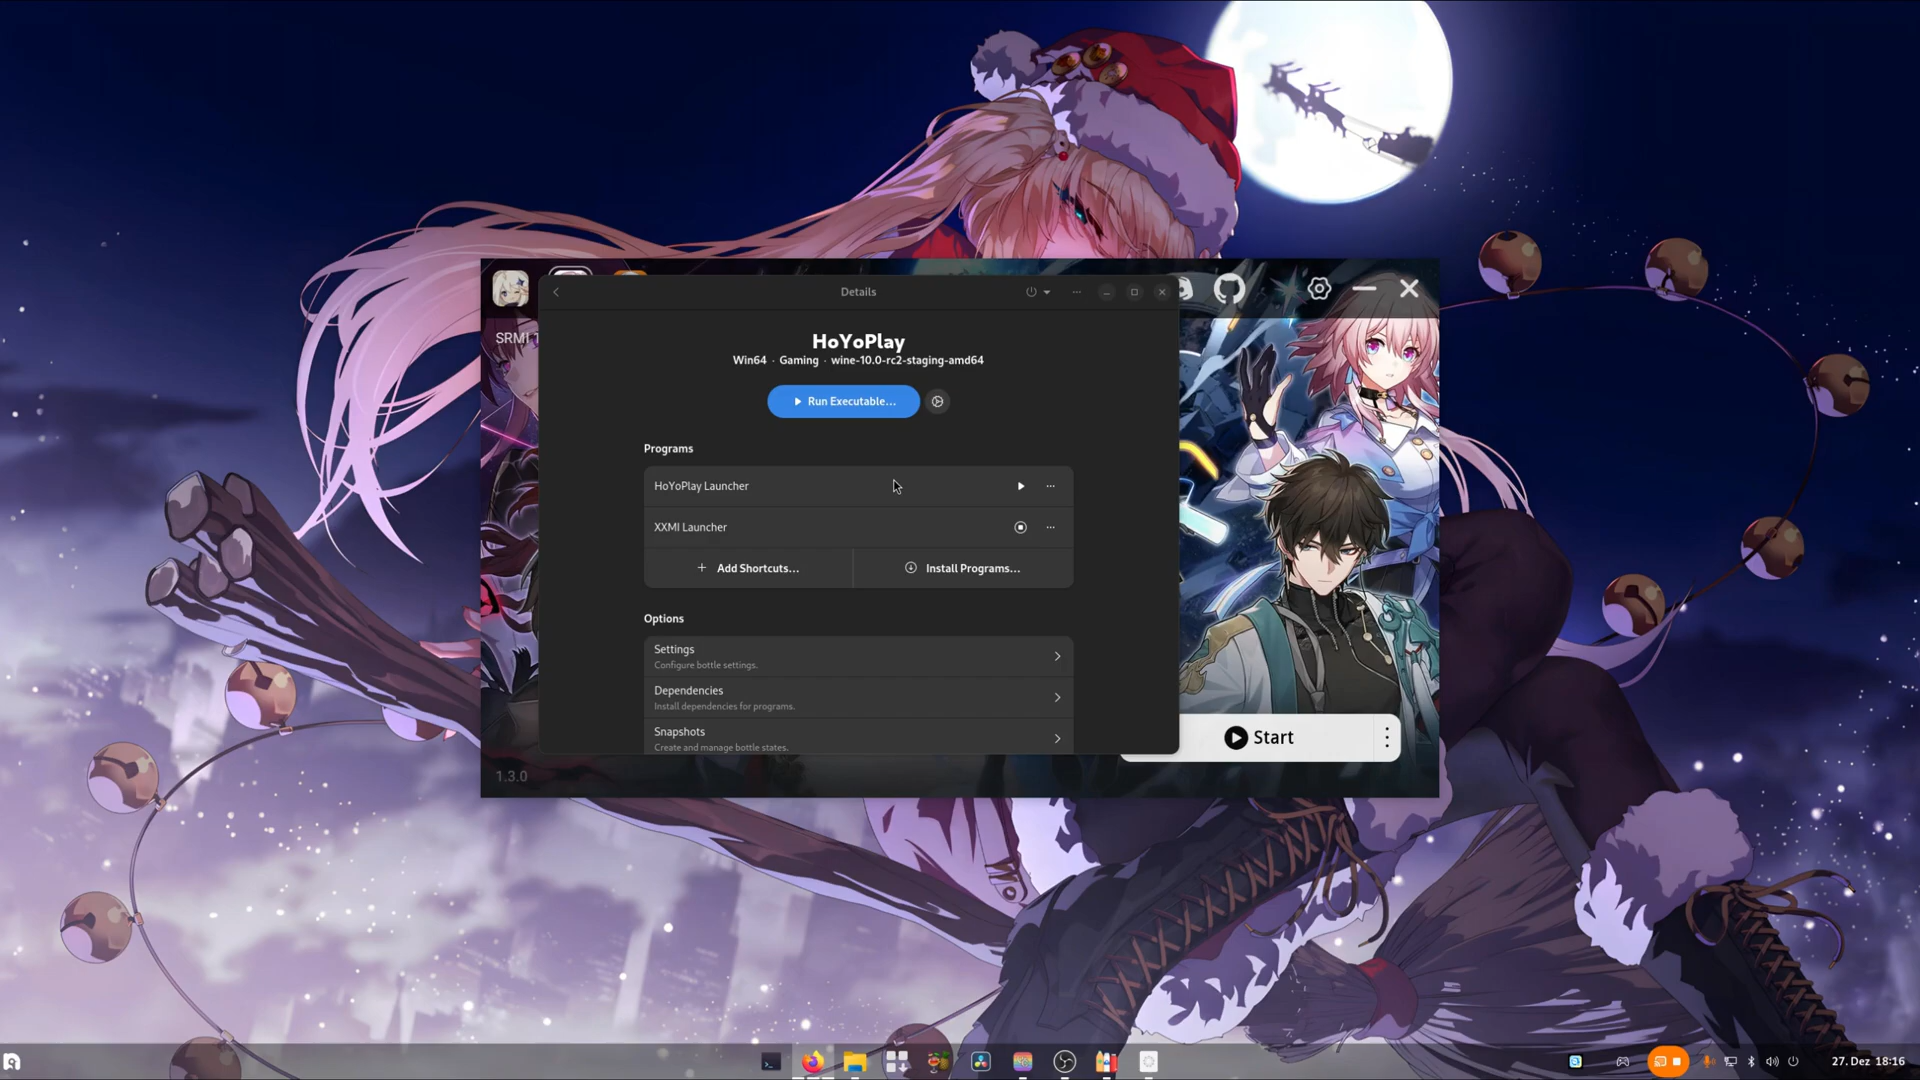 Details
SRMI 1
HoYoPlay
Win64 · Gaming · wine-10.0-rc2-staging-amd64
Run Executable...
Programs
HoYoPlay Launcher
XXMI Launcher
Add Shortcuts...
Install Programs...
Options
Settings
Configure bottle settings.
Dependencies
Install dependencies for programs.
Snapshots
Create and manage bottle states.
Start
1.3.0
27. Dez 18:16